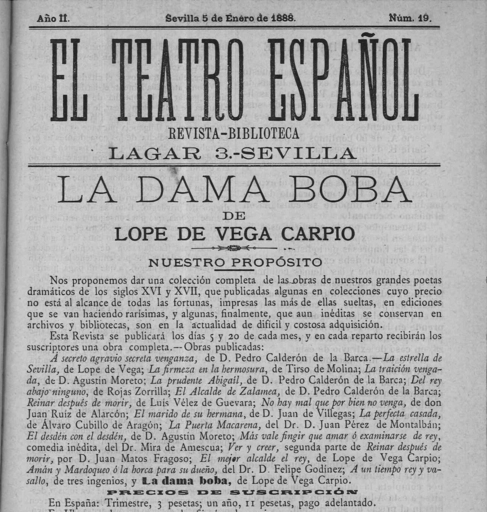 Año II.
Sevilla 5 de Enero de 1888.
Núm. 19.
EL TEATRO ESPAÑOL
REVISTA-BIBLIOTECA
LAGAR 3.-SEVILLA
LA DAMA BOBA
DE
LOPE DE VEGA CARPIO
NUESTRO PROPÓSITO
Nos proponemos dar una colección completa de las obras de nuestros grandes poetas
dramáticos de los siglos XVI y XVII, que publicadas algunas en colecciones cuyo precio
no está al alcance de todas las fortunas, impresas las más de ellas sueltas, en ediciones
que se van haciendo rarísimas, y algunas, finalmente, que aun inéditas se conservan en
archivos y bibliotecas, son en la actualidad de dificil y costosa adquisición.
Esta Revista se publicará los días 5 y 20 de cada mes, y en cada reparto recibirán los
suscriptores una obra completa.—Obras publicadas:
A secreto agravio secreta venganza, de D. Pedro Calderón de la Barca.—La estrella de
Sevilla, de Lope de Vega; La firmeza en la hermosura, de Tirso de Molina; La traición venga-
da, de D. Agustin Moreto; La prudente Abigail, de D. Pedro Calderón de la Barca; Del rey
abajo ninguno, de Rojas Zorrilla; El Alcalde de Zalamea, de D. Pedro Calderón de la Barca;
Reinar después de morir, de Luis Vélez de Guevara; No hay mal que por bien no venga, de don
Juan Ruiz de Alarcón; El marido de su hermana, de D. Juan de Villegas; La perfecta casada,
de Álvaro Cubillo de Aragón; La Puerta Macarena, del Dr. D. Juan Pérez de Montalbán;
El desdén con el desdén, de D. Agustin Moreto; Más vale fingir que amar ó examinarse de rey,
comedia inédita, del Dr. Mira de Amescua; Ver y creer, segunda parte de Reinar después de
morir, por D. Juan Matos Fragoso; El mejor alcalde el rey, de Lope de Vega Carpio;
Amán y Mardoqueo ó la horca para su dueño, del Dr. D. Felipe Godínez; A un tiempo rey y va-
sallo, de tres ingenios, y La dama boba, de Lope de Vega Carpio.
PRECIOS DE SUSCRIPCIÓN
En España: Trimestre, 3 pesetas; un año, 11 pesetas, pago adelantado.